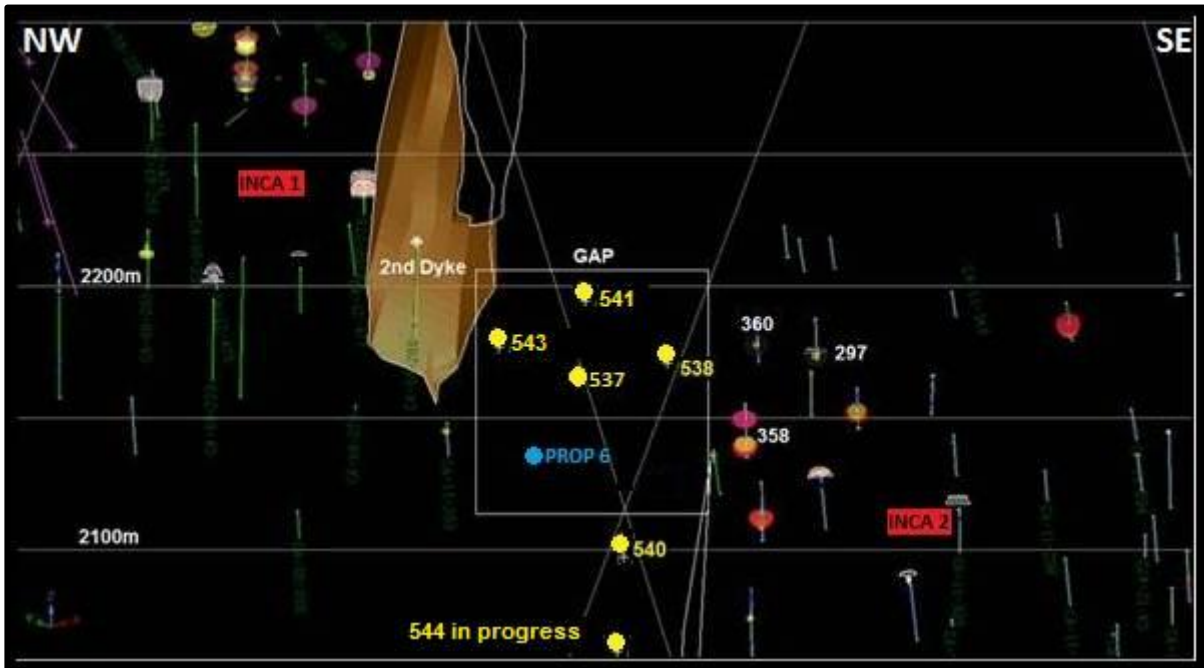 NW
SE
INCA 1
2nd Dyke
GAP
2200m
541
543
360
538
297
537
358
PROP 6
INCA 2
2100m
540
544 in progress